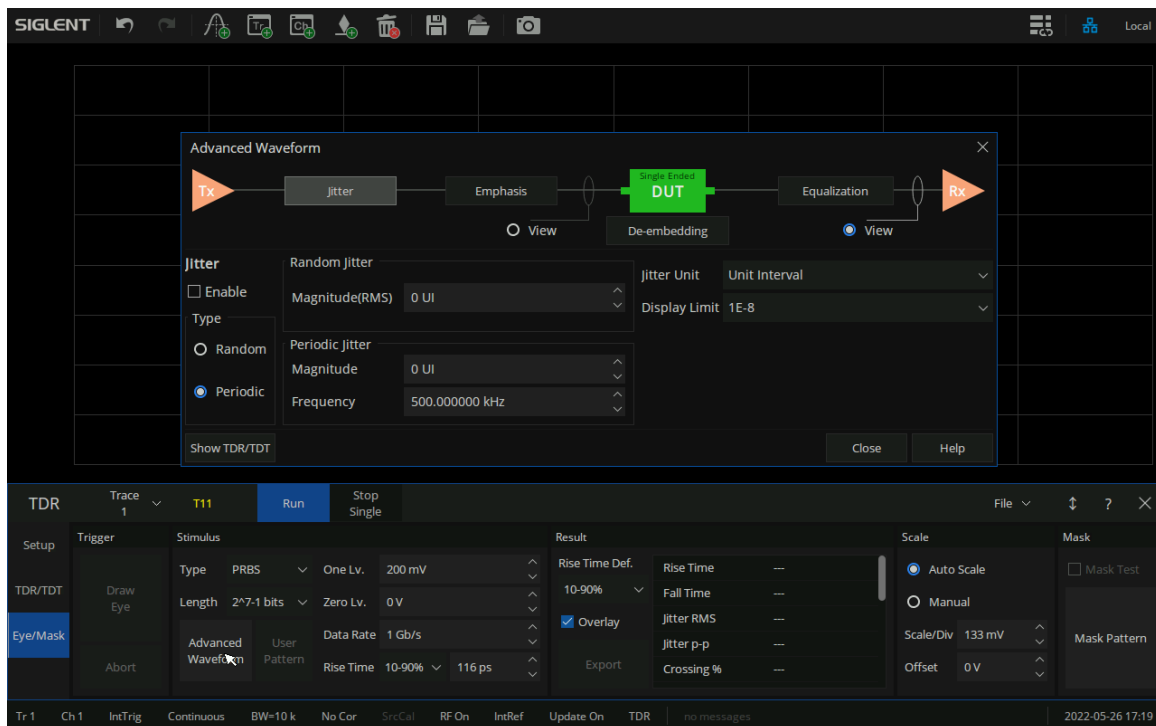 SIGLENT Tr Ch Local
Advanced Waveform
Tx Jitter Emphasis Single Ended DUT Equalization Rx
View De-embedding View
Jitter
Enable
Type
Random
Periodic
Random Jitter
Magnitude(RMS) 0 UI
Periodic Jitter
Magnitude 0 UI
Frequency 500.000000 kHz
Jitter Unit Unit Interval
Display Limit 1E-8
Show TDR/TDT Close Help
TDR Trace 1 T11 Run Stop Single File ?
Setup
TDR/TDT
Eye/Mask
Trigger
Draw Eye
Abort
Stimulus
Type PRBS One Lv. 200 mV
Length 2^7-1 bits Zero Lv. 0 V
Advanced Waveform User Pattern
Data Rate 1 Gb/s
Rise Time 10-90% 116 ps
Result
Rise Time Def.
10-90%
Overlay
Export
Rise Time ---
Fall Time ---
Jitter RMS ---
Jitter p-p ---
Crossing % ---
Scale
Auto Scale
Manual
Scale/Div 133 mV
Offset 0 V
Mask
Mask Test
Mask Pattern
Tr 1 Ch 1 IntTrig Continuous BW=10 k No Cor SrcCal RF On IntRef Update On TDR no messages 2022-05-26 17:19